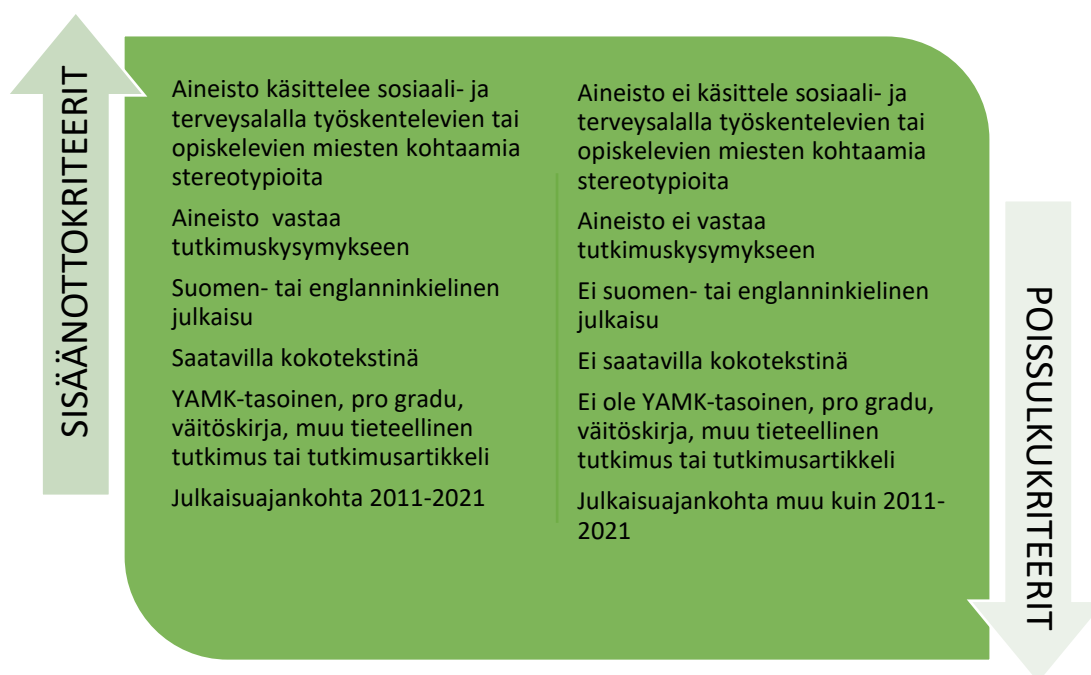 SISÄÄNOTTOKRITEERIT
Aineisto käsittelee sosiaali- ja
terveysalalla työskentelevien tai
opiskelevien miesten kohtaamia
stereotypioita
Aineisto vastaa
tutkimuskysymykseen
Suomen- tai englanninkielinen
julkaisu
Saatavilla kokotekstinä
YAMK-tasoinen, pro gradu,
väitöskirja, muu tieteellinen
tutkimus tai tutkimusartikkeli
Julkaisuajankohta 2011-2021
Aineisto ei käsittele sosiaali- ja
terveysalalla työskentelevien tai
opiskelevien miesten kohtaamia
stereotypioita
Aineisto ei vastaa
tutkimuskysymykseen
Ei suomen- tai englanninkielinen
julkaisu
Ei saatavilla kokotekstinä
Ei ole YAMK-tasoinen, pro gradu,
väitöskirja, muu tieteellinen
tutkimus tai tutkimusartikkeli
Julkaisuajankohta muu kuin 2011-
2021
POISSULKUKRITEERIT